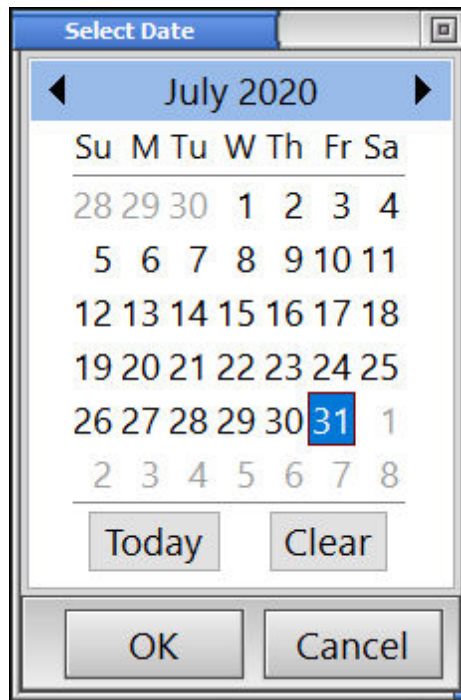 Select Date
July 2020
Su M Tu W Th Fr Sa
28 29 30 1 2 3 4
5 6 7 8 9 10 11
12 13 14 15 16 17 18
19 20 21 22 23 24 25
26 27 28 29 30 31 1
2 3 4 5 6 7 8
Today Clear
OK Cancel